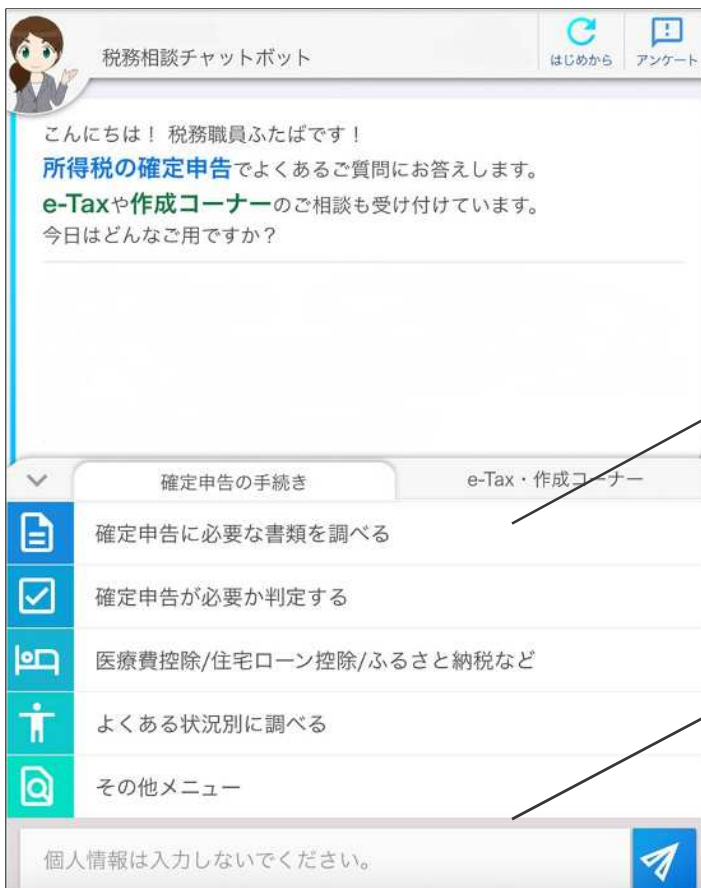 税務相談チャットボット
はじめから
アンケート
こんにちは! 税務職員ふたばです!
所得税の確定申告でよくあるご質問にお答えします。
e-Taxや作成コーナーのご相談も受け付けています。
今日はどんなご用ですか?
確定申告の手続き
e-Tax・作成コーナー
確定申告に必要な書類を調べる
確定申告が必要か判定する
医療費控除/住宅ローン控除/ふるさと納税など
よくある状況別に調べる
その他メニュー
個人情報は入力しないでください。